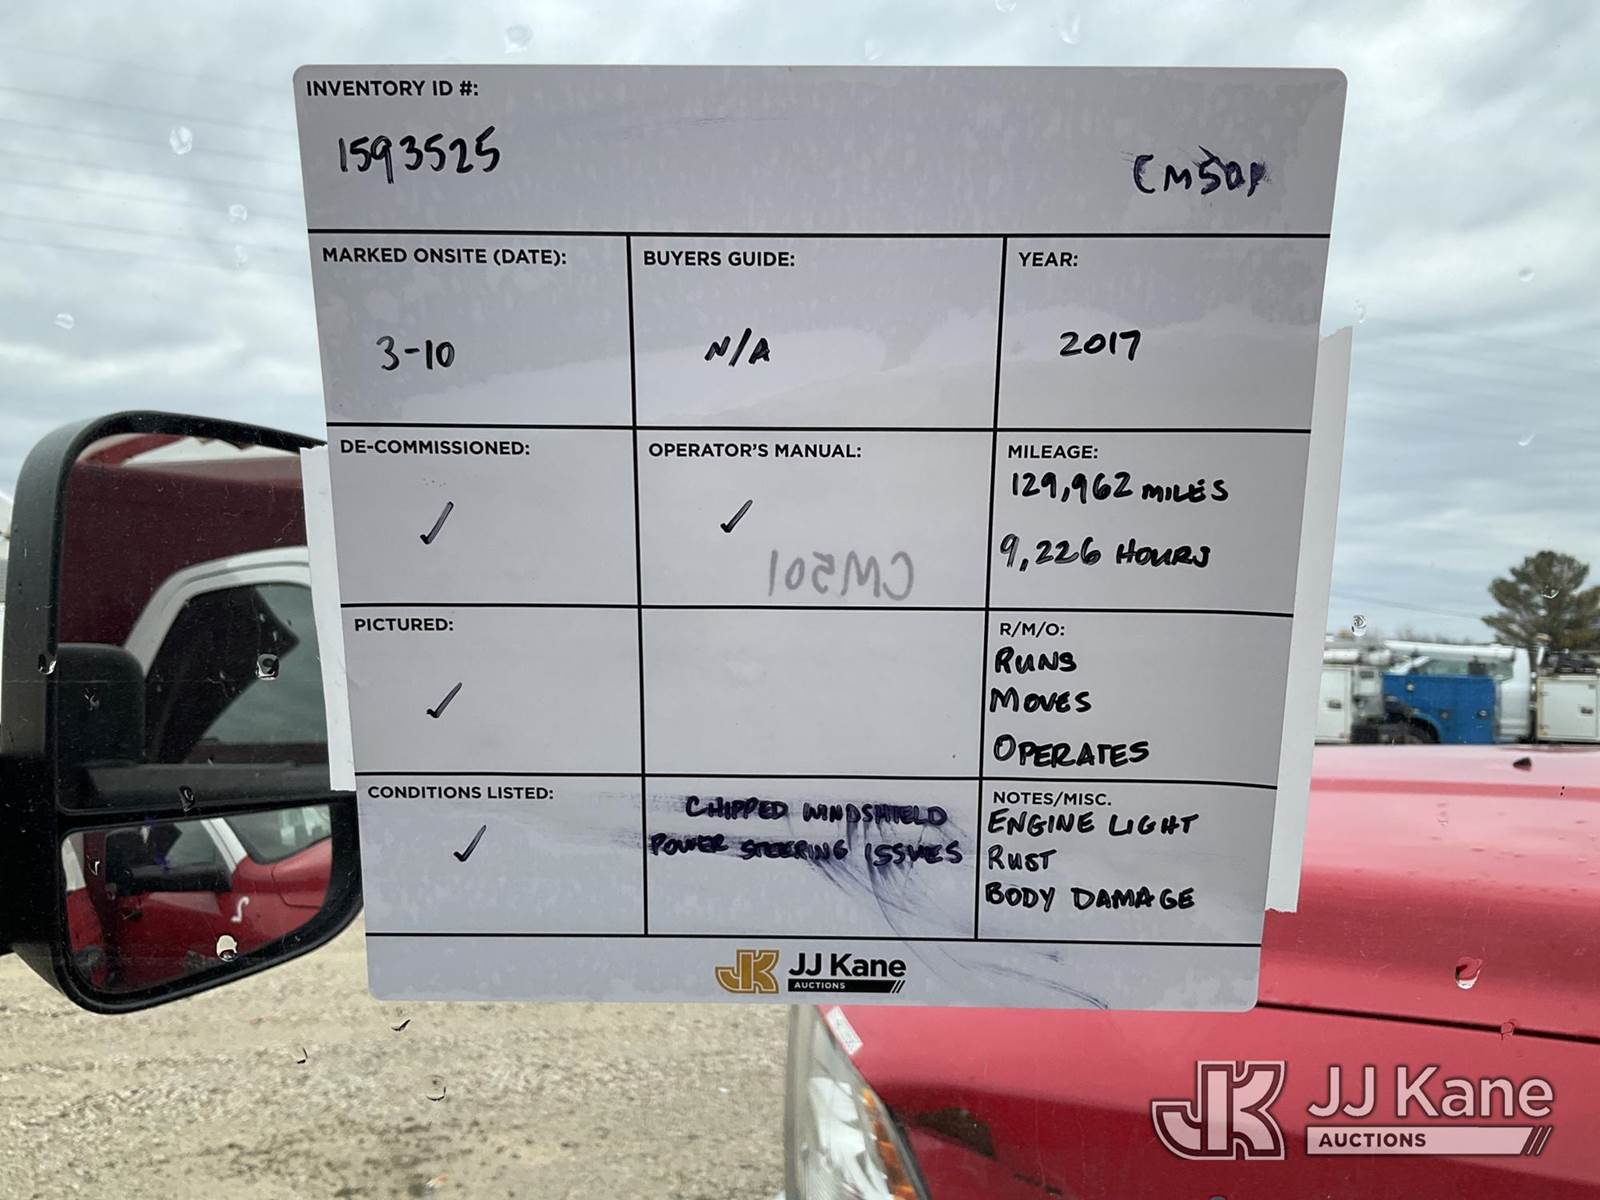 INVENTORY ID #:
1593525
CM501
MARKED ONSITE (DATE):
3-10
BUYERS GUIDE:
N/A
YEAR:
2017
DE-COMMISSIONED:
✓
OPERATOR'S MANUAL:
✓
CM501
MILEAGE:
129,962 MILES
9,226 HOURS
PICTURED:
✓
R/M/O:
RUNS
MOVES
OPERATES
CONDITIONS LISTED:
✓
CHIPPED WINDSHIELD
POWER STEERING ISSUES
NOTES/MISC.
ENGINE LIGHT
RUST
BODY DAMAGE
JK JJ Kane
AUCTIONS
JK JJ Kane
AUCTIONS